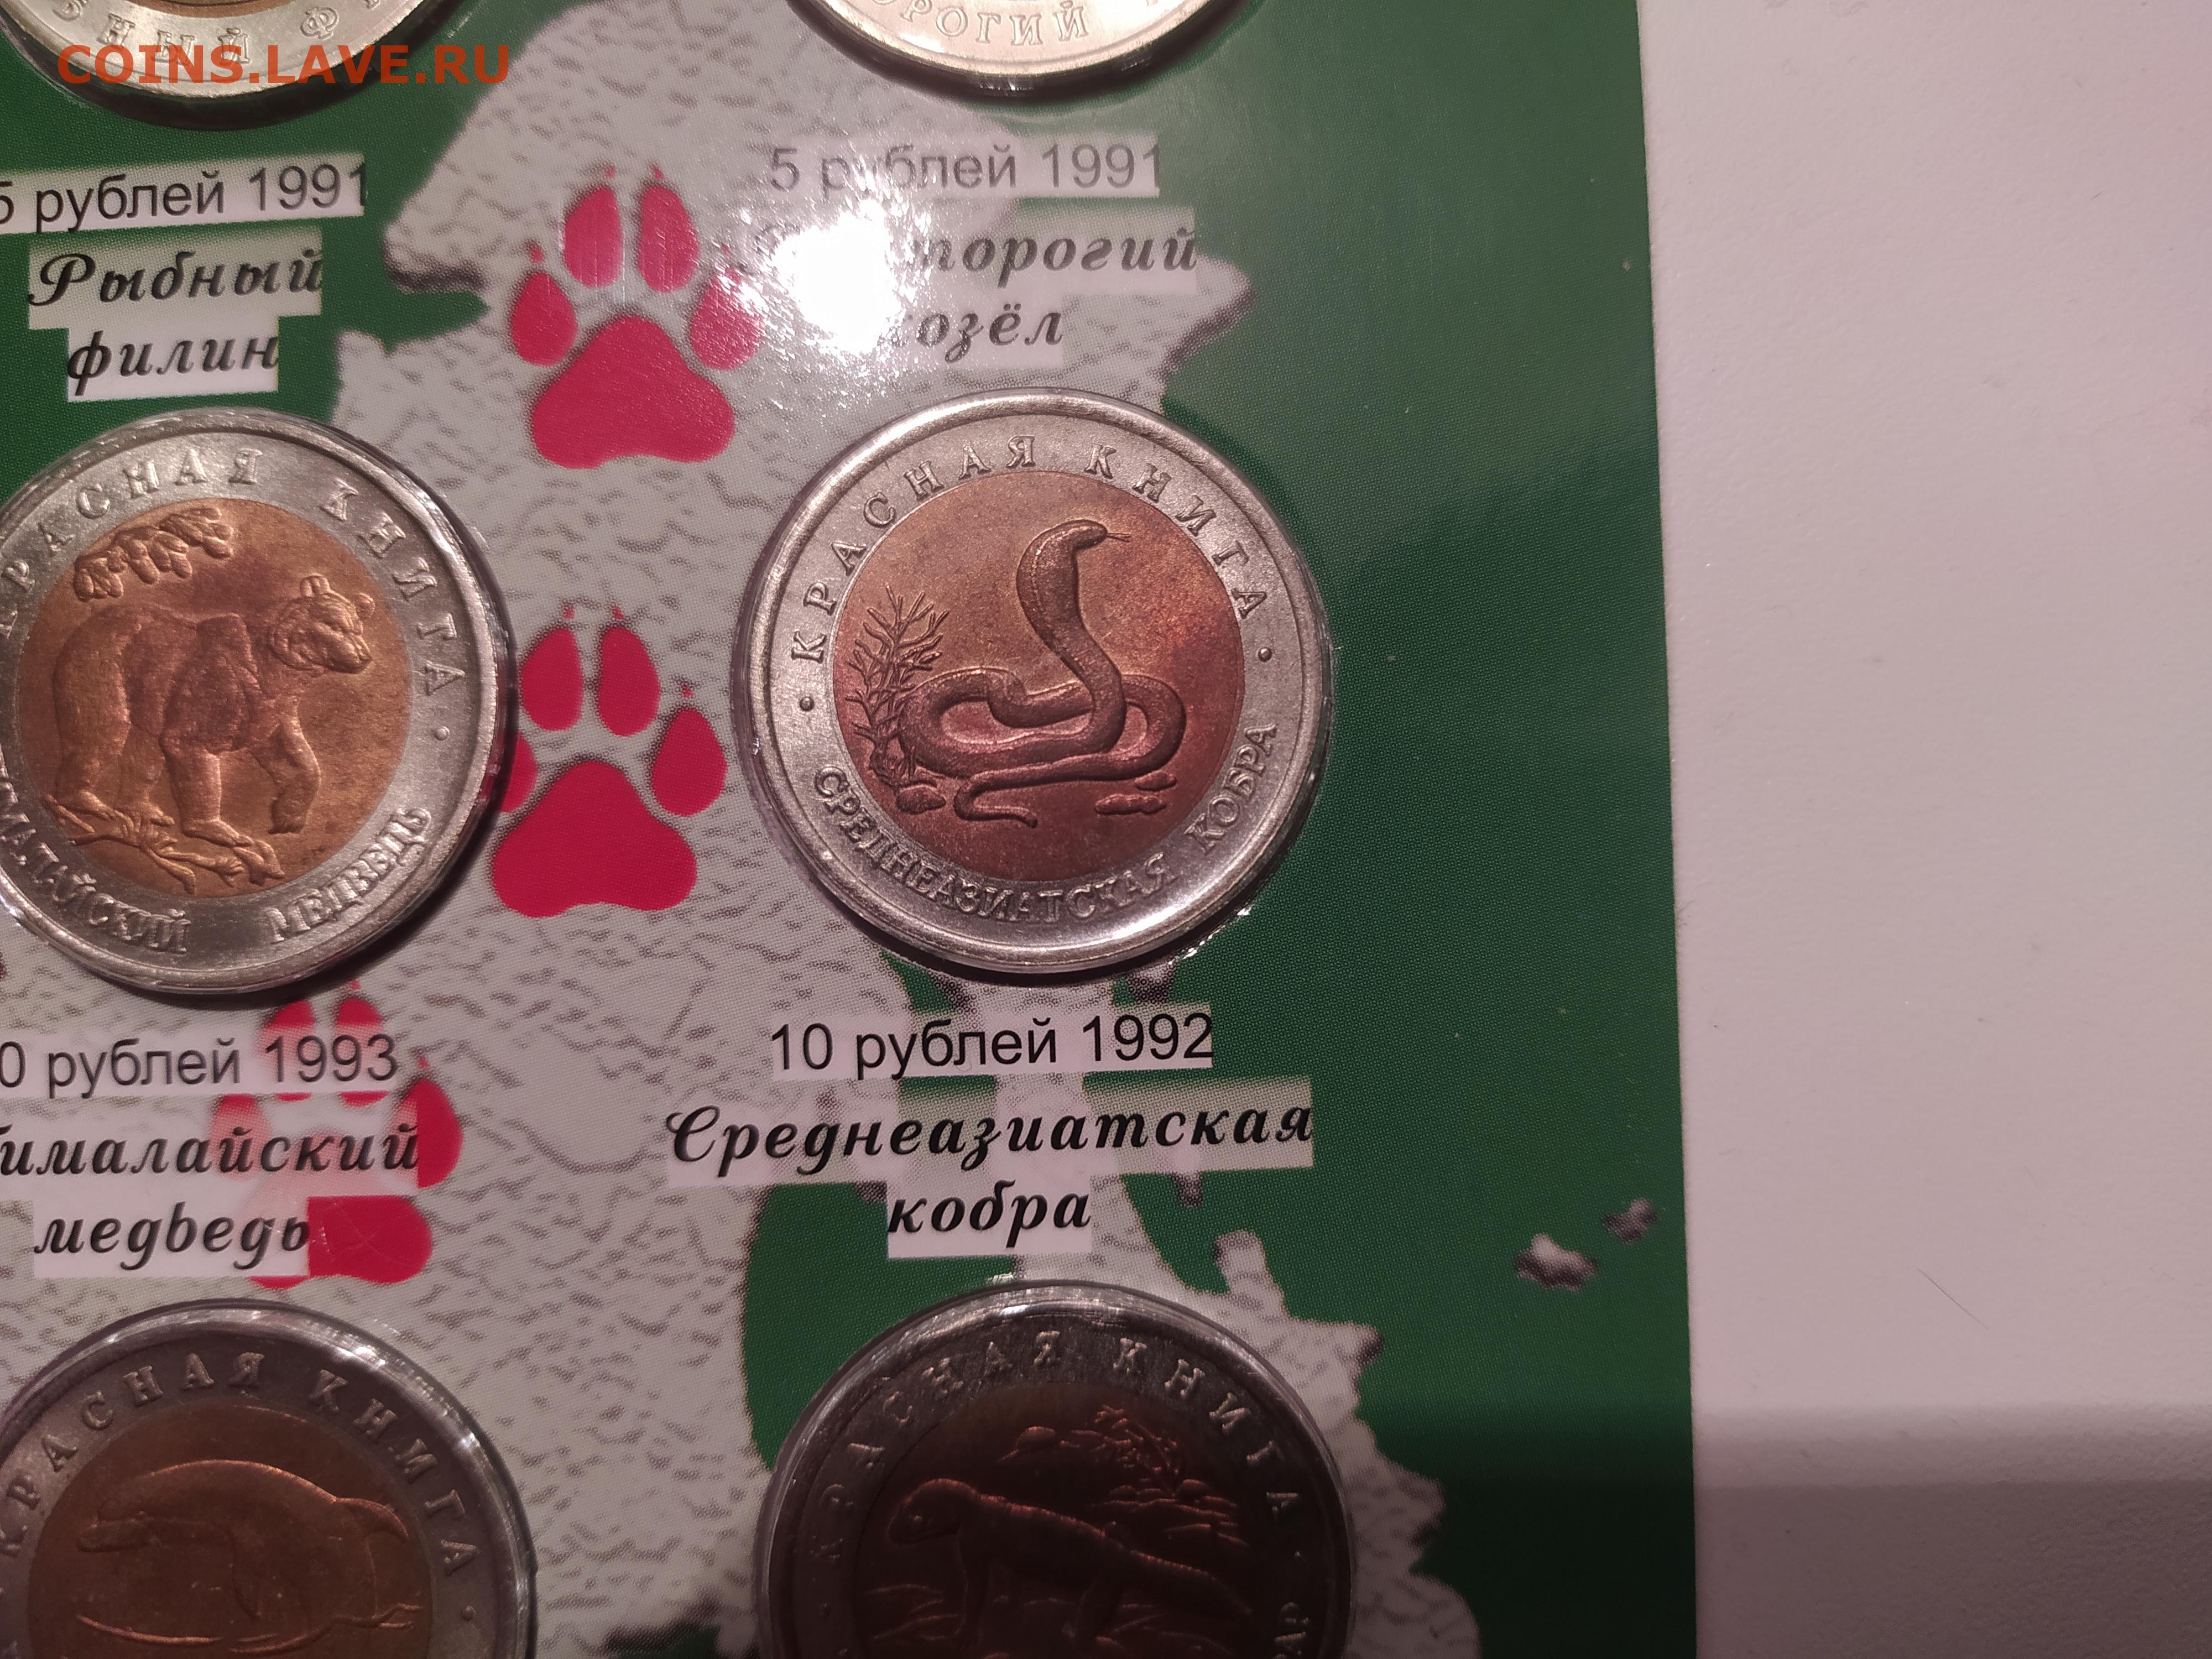 COINS.LAVE.RU
5 рублей 1991
Рыбный
филин
5 рублей 1991
козёл
КРАСНАЯ КНИГА
МЕДВЕДЬ
КРАСНАЯ КНИГА
СРЕДНЕАЗИАТСКАЯ КОБРА
рублей 1993
медведь
10 рублей 1992
Среднеазиатская
кобра
КРАСНАЯ КНИГА
КРАСНАЯ КНИГА